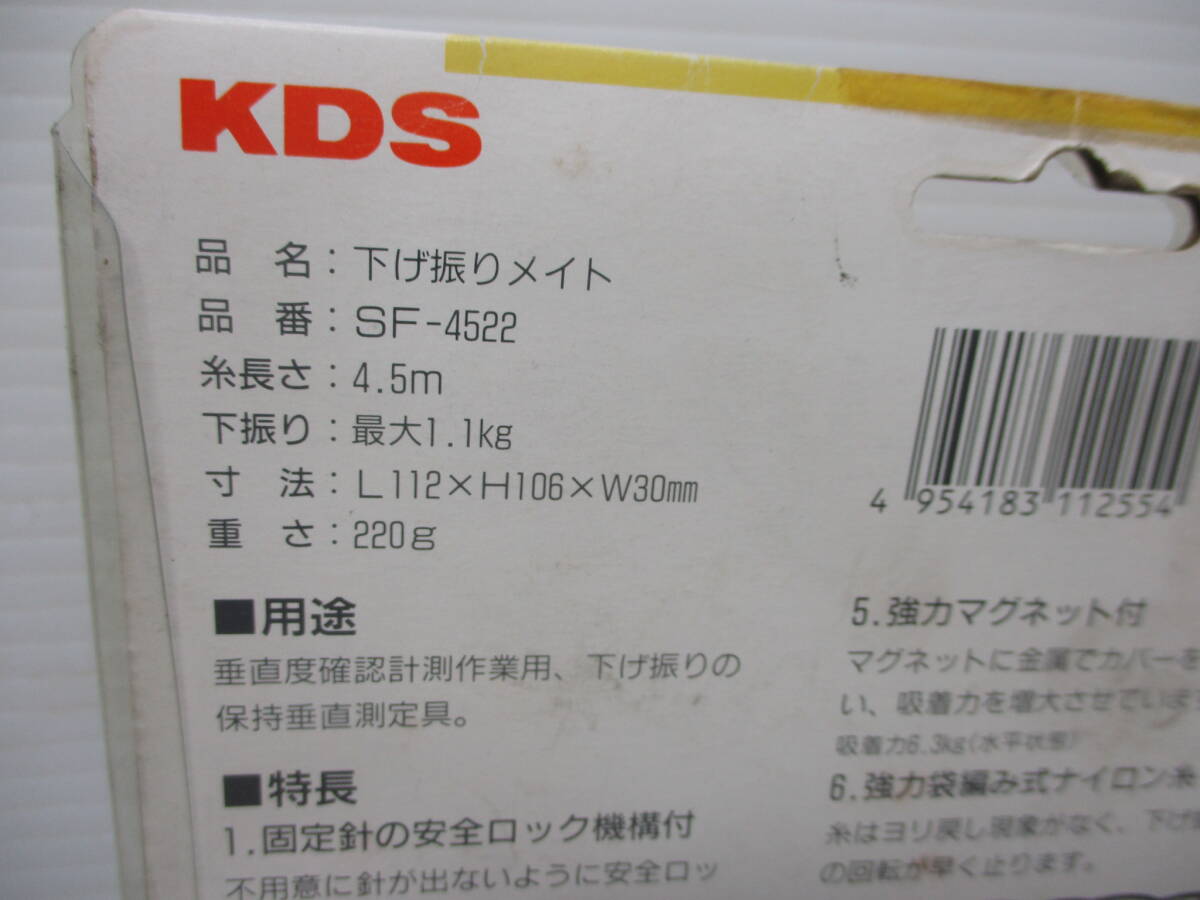 KDS
品　名：下げ振りメイト
品　番：SF-4522
糸長さ：4.5m
下振り：最大1.1kg
寸　法：L112×H106×W30mm
重　さ：220g
4 954183 112554
■用途
垂直度確認計測作業用、下げ振りの
保持垂直測定具。
■特長
1.固定針の安全ロック機構付
不用意に針が出ないように安全ロッ
5.強力マグネット付
マグネットに金属でカバーを
い、吸着力を増大させています
吸着力6.3kg(水平状態)
6.強力袋編み式ナイロン糸
糸はヨリ戻し現象がなく、下げ
の回転が早く止ります。